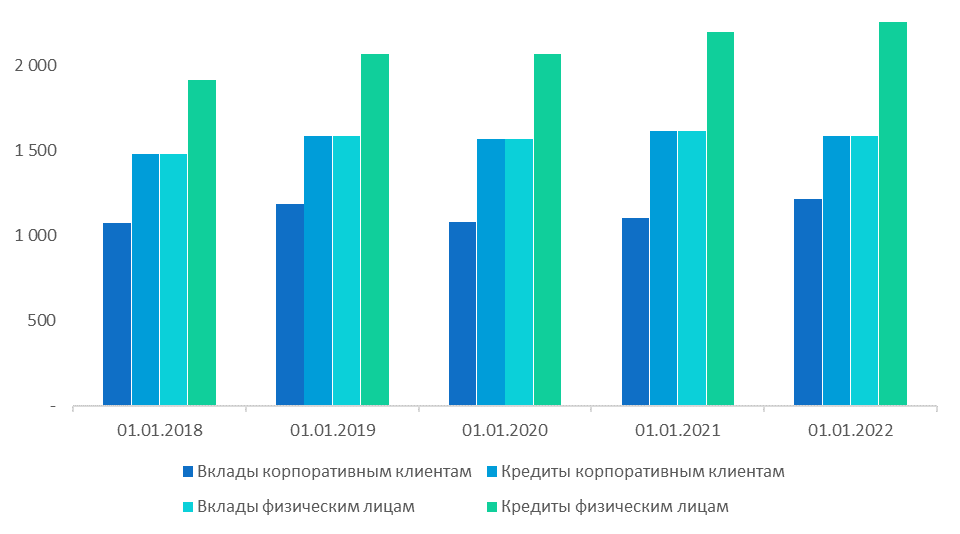 2 000
1 500
1 000
500
-
01.01.2018 01.01.2019 01.01.2020 01.01.2021 01.01.2022
Вклады корпоративным клиентам Кредиты корпоративным клиентам
Вклады физическим лицам Кредиты физическим лицам